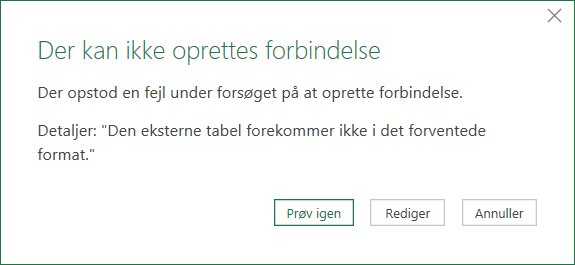 Der kan ikke oprettes forbindelse
Der opstod en fejl under forsøget på at oprette forbindelse.
Detaljer: "Den eksterne tabel forekommer ikke i det forventede
format."
Prøv igen Rediger Annuller